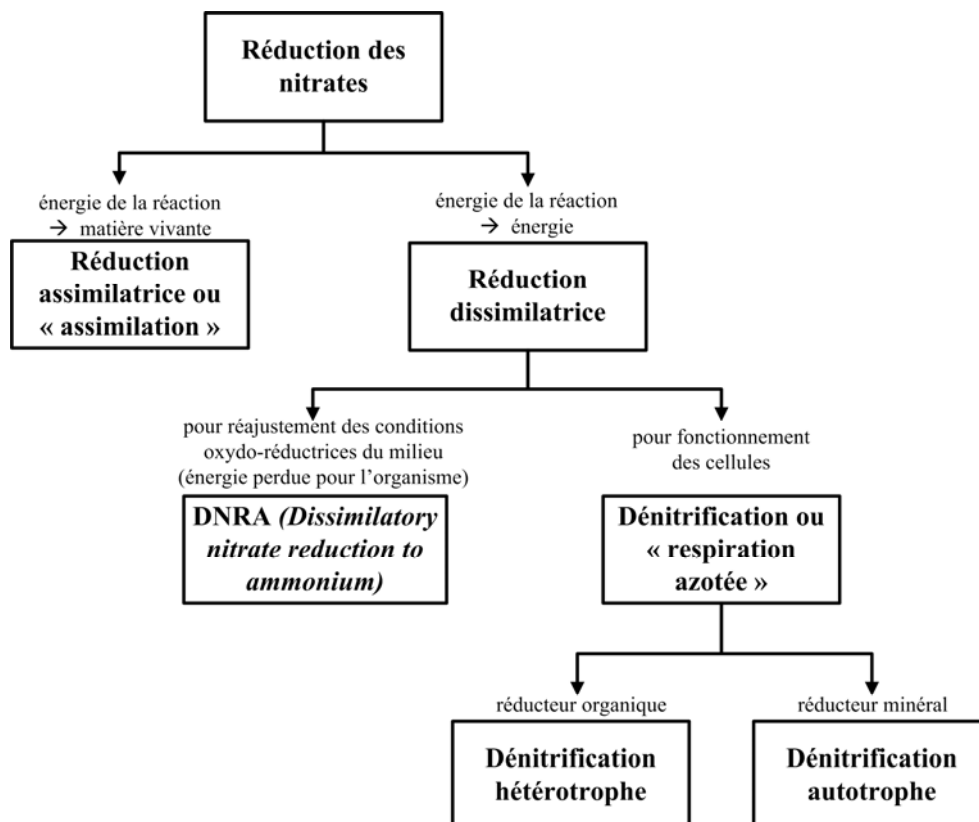 Réduction des
nitrates
énergie de la réaction
→ matière vivante
Réduction
assimilatrice ou
« assimilation »
énergie de la réaction
→ énergie
Réduction
dissimilatrice
pour réajustement des conditions
oxydo-réductrices du milieu
(énergie perdue pour l’organisme)
DNRA (Dissimilatory
nitrate reduction to
ammonium)
pour fonctionnement
des cellules
Dénitrification ou
« respiration
azotée »
réducteur organique
Dénitrification
hétérotrophe
réducteur minéral
Dénitrification
autotrophe